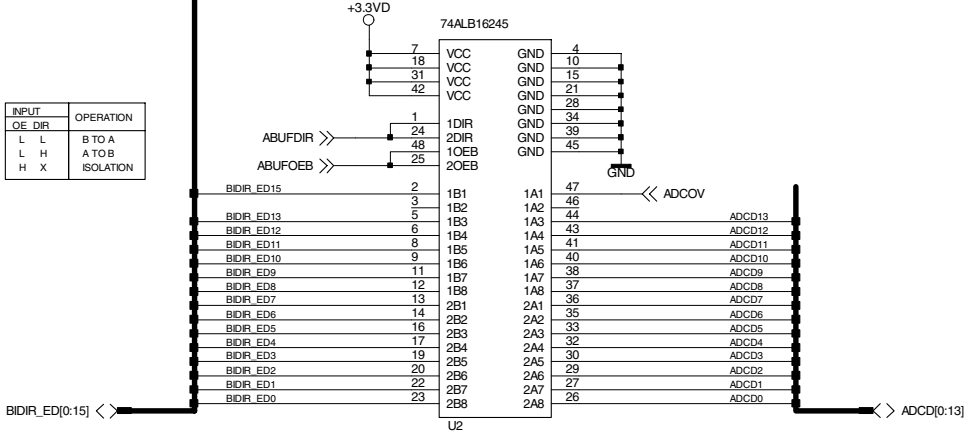 +3.3VD
74ALB16245
7 VCC GND 4
18 VCC GND 10
31 VCC GND 15
42 VCC GND 21
GND 28
1 1DIR GND 34
24 2DIR GND 39
48 1OEB GND 45
25 2OEB
ABUFDIR
ABUFOEB
GND
INPUT OPERATION
OE DIR
L L B TO A
L H A TO B
H X ISOLATION
BIDIR_ED15 2 1B1 1A1 47 ADCOV
3 1B2 1A2 46
BIDIR_ED13 5 1B3 1A3 44 ADCD13
BIDIR_ED12 6 1B4 1A4 43 ADCD12
BIDIR_ED11 8 1B5 1A5 41 ADCD11
BIDIR_ED10 9 1B6 1A6 40 ADCD10
BIDIR_ED9 11 1B7 1A7 38 ADCD9
BIDIR_ED8 12 1B8 1A8 37 ADCD8
BIDIR_ED7 13 2B1 2A1 36 ADCD7
BIDIR_ED6 14 2B2 2A2 35 ADCD6
BIDIR_ED5 16 2B3 2A3 33 ADCD5
BIDIR_ED4 17 2B4 2A4 32 ADCD4
BIDIR_ED3 19 2B5 2A5 30 ADCD3
BIDIR_ED2 20 2B6 2A6 29 ADCD2
BIDIR_ED1 22 2B7 2A7 27 ADCD1
BIDIR_ED0 23 2B8 2A8 26 ADCD0
BIDIR_ED[0:15]
ADCD[0:13]
U2